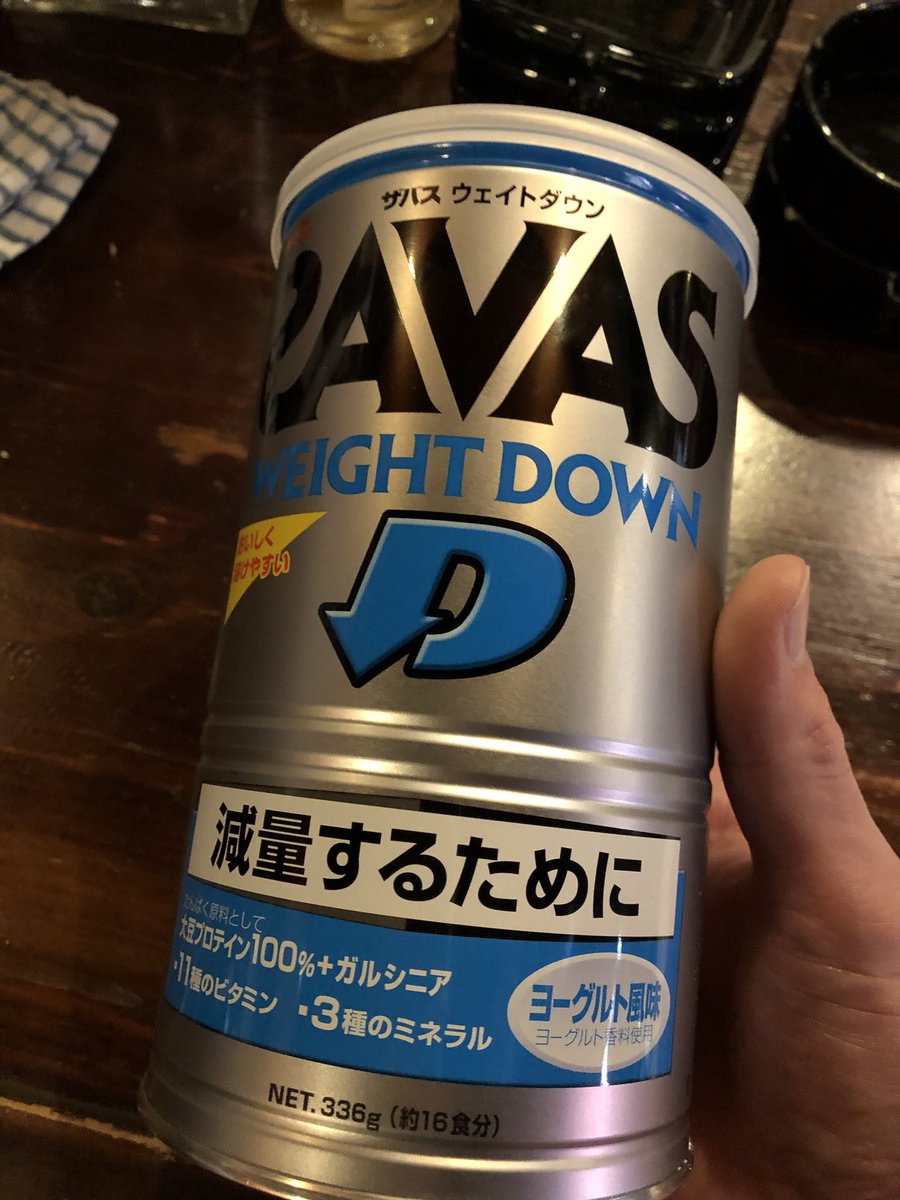 ザバス ウェイトダウン
SAVAS
WEIGHT DOWN
おいしく
溶けやすい
D
減量するために
たんぱく原料として
大豆プロテイン100%+ガルシニア
・11種のビタミン ・3種のミネラル
ヨーグルト風味
ヨーグルト香料使用
NET. 336g (約16食分)